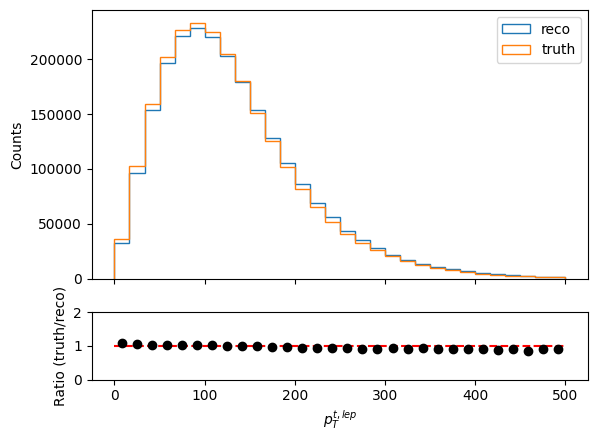 reco
truth
Counts
200000
150000
100000
50000
0
Ratio (truth/reco)
2
1
0
0 100 200 300 400 500
$p_T^{t,lep}$